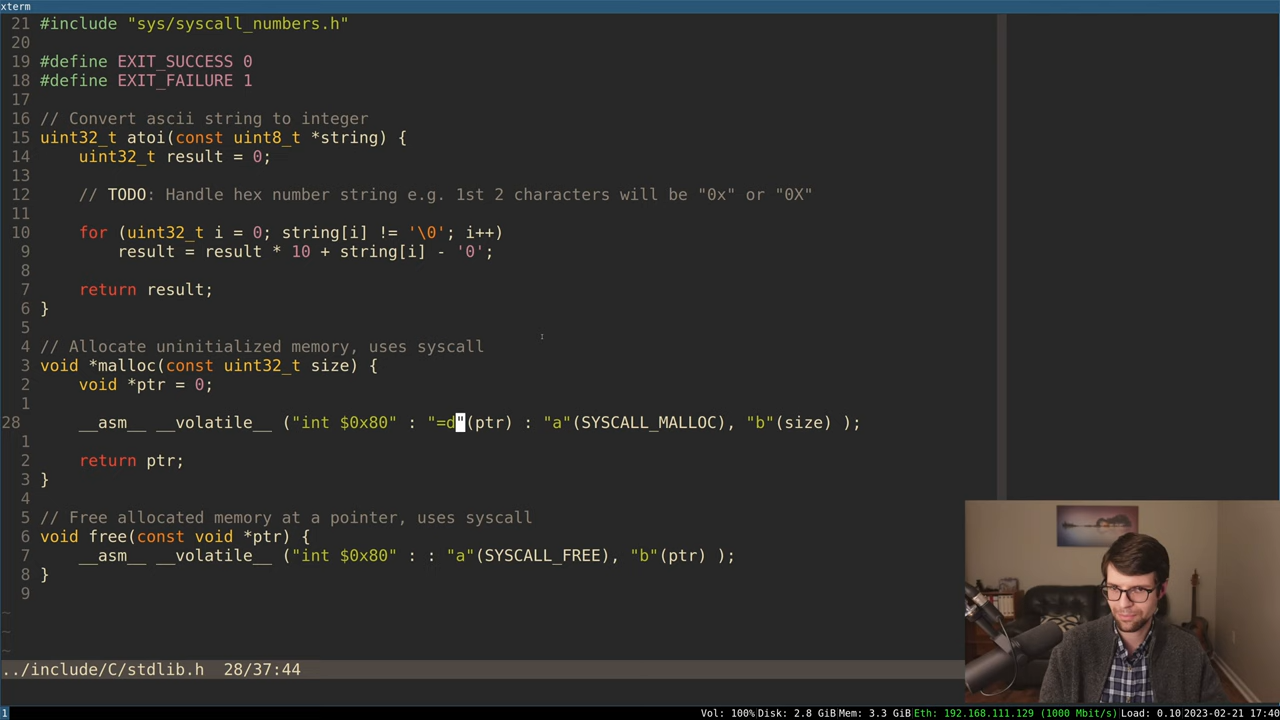 xterm
21 #include "sys/syscall_numbers.h"
20
19 #define EXIT_SUCCESS 0
18 #define EXIT_FAILURE 1
17
16 // Convert ascii string to integer
15 uint32_t atoi(const uint8_t *string) {
14     uint32_t result = 0;
13
12     // TODO: Handle hex number string e.g. 1st 2 characters will be "0x" or "0X"
11
10     for (uint32_t i = 0; string[i] != '\0'; i++)
9         result = result * 10 + string[i] - '0';
8
7     return result;
6 }
5
4 // Allocate uninitialized memory, uses syscall
3 void *malloc(const uint32_t size) {
2     void *ptr = 0;
1
28     __asm__ __volatile__ ("int $0x80" : "=d"(ptr) : "a"(SYSCALL_MALLOC), "b"(size) );
1
2     return ptr;
3 }
4
5 // Free allocated memory at a pointer, uses syscall
6 void free(const void *ptr) {
7     __asm__ __volatile__ ("int $0x80" : : "a"(SYSCALL_FREE), "b"(ptr) );
8 }
9
~
~
~
../include/C/stdlib.h  28/37:44
1 Vol: 100% Disk: 2.8 GiB Mem: 3.3 GiB Eth: 192.168.111.129 (1000 Mbit/s) Load: 0.10 2023-02-21 17:40